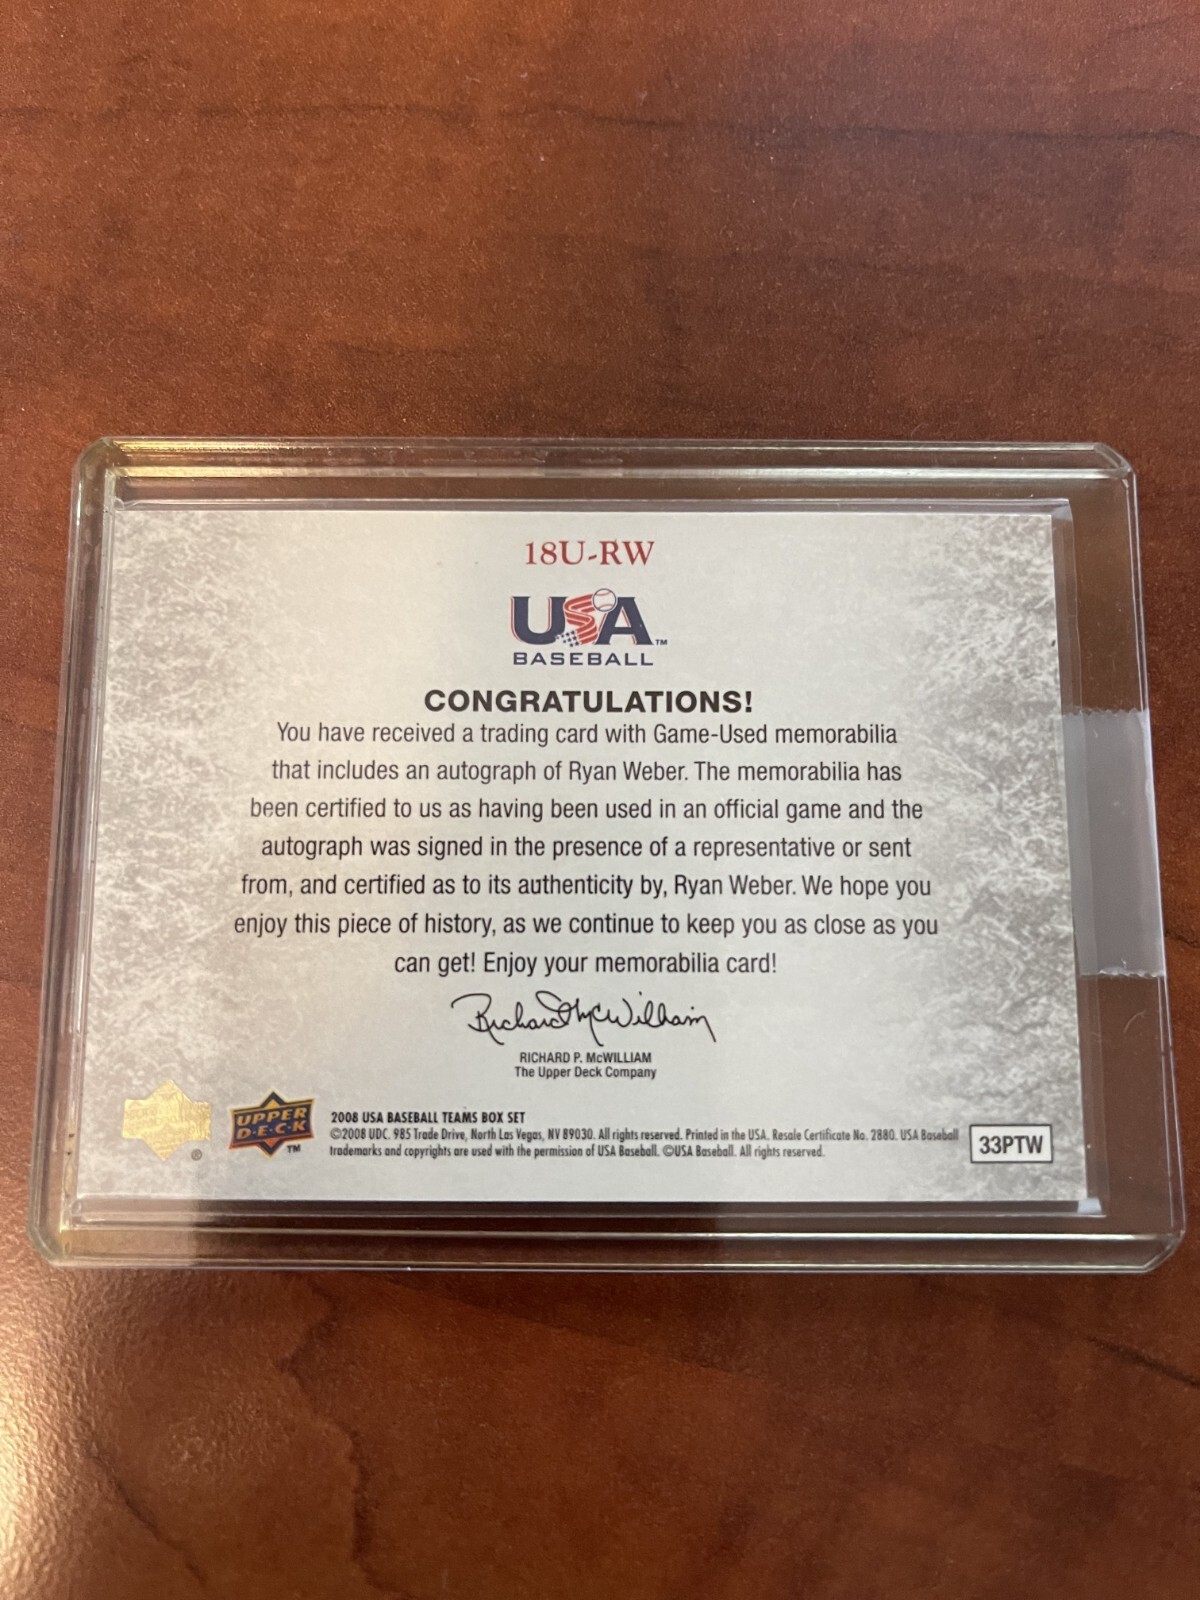 18U-RW
USA™
BASEBALL
CONGRATULATIONS!
You have received a trading card with Game-Used memorabilia
that includes an autograph of Ryan Weber. The memorabilia has
been certified to us as having been used in an official game and the
autograph was signed in the presence of a representative or sent
from, and certified as to its authenticity by, Ryan Weber. We hope you
enjoy this piece of history, as we continue to keep you as close as you
can get! Enjoy your memorabilia card!
Richard McWilliam
RICHARD P. McWILLIAM
The Upper Deck Company
®
UPPER
D·E·C·K
™
2008 USA BASEBALL TEAMS BOX SET
©2008 UDC. 985 Trade Drive, North Las Vegas, NV 89030. All rights reserved. Printed in the USA. Resale Certificate No. 2880. USA Baseball
trademarks and copyrights are used with the permission of USA Baseball. ©USA Baseball. All rights reserved.
33PTW